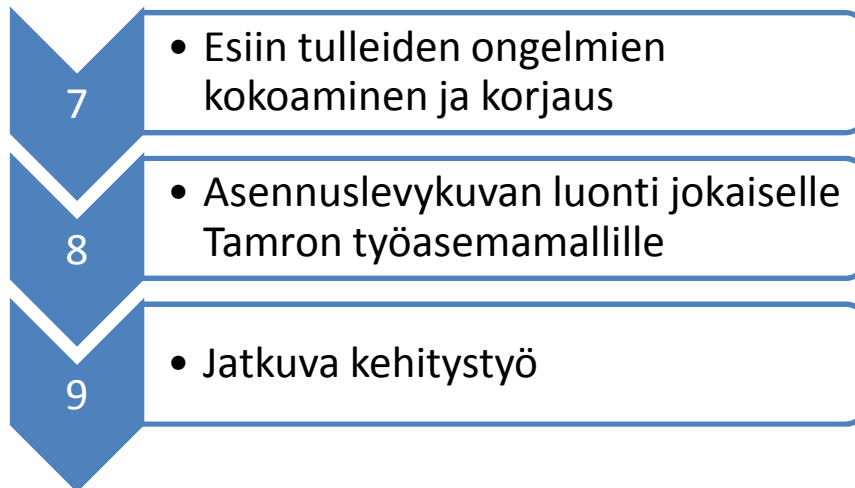 7
• Esiin tulleiden ongelmien
kokoaminen ja korjaus
8
• Asennuslevykuvan luonti jokaiselle
Tamron työasemamallille
9
• Jatkuva kehitystyö